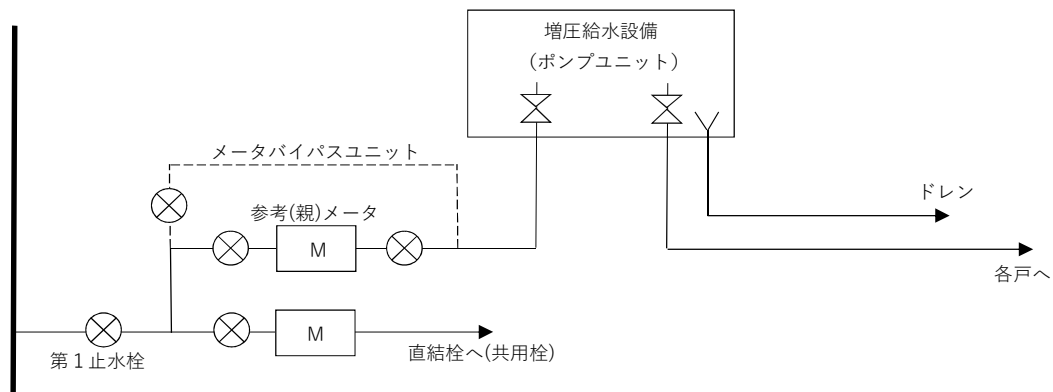 増圧給水設備
(ポンプユニット)
メータバイパスユニット
ドレン
参考(親)メータ
M
各戸へ
M
第1止水栓
直結栓へ(共用栓)